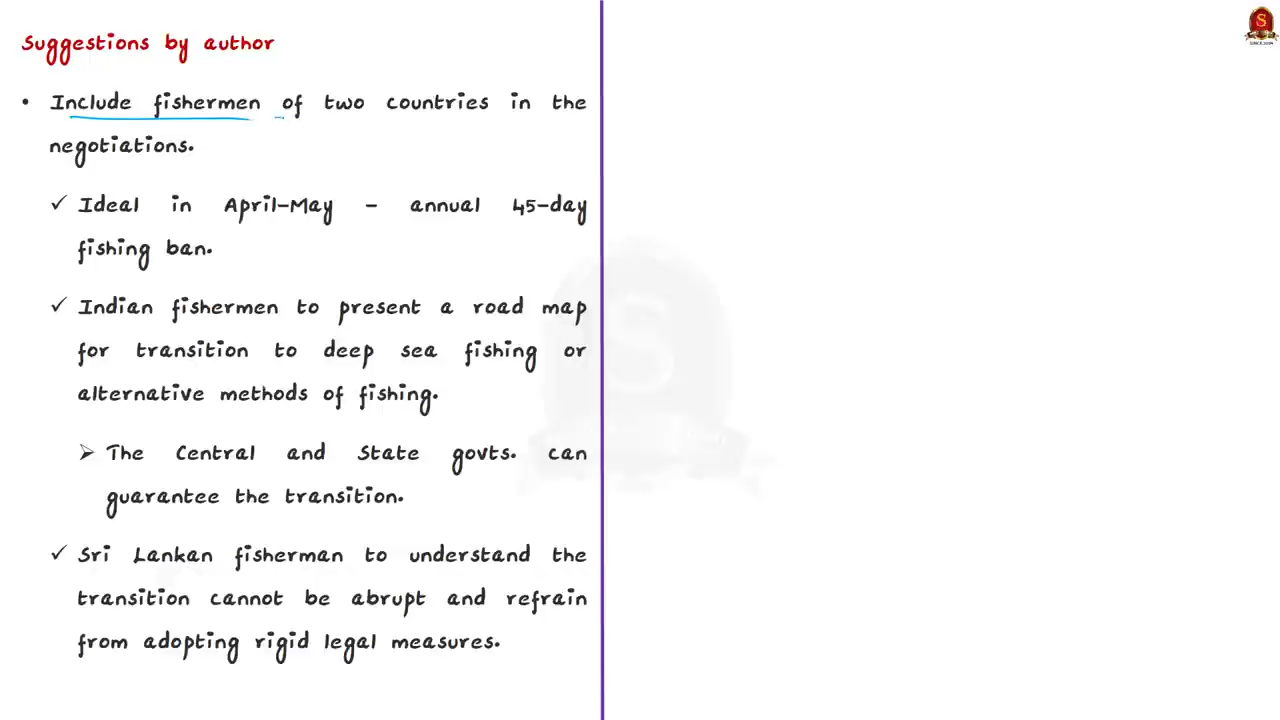 Suggestions by author
• Include fishermen of two countries in the
negotiations.
✓ Ideal in April-May - annual 45-day
fishing ban.
✓ Indian fishermen to present a road map
for transition to deep sea fishing or
alternative methods of fishing.
➢ The Central and State govts. can
guarantee the transition.
✓ Sri Lankan fisherman to understand the
transition cannot be abrupt and refrain
from adopting rigid legal measures.
S